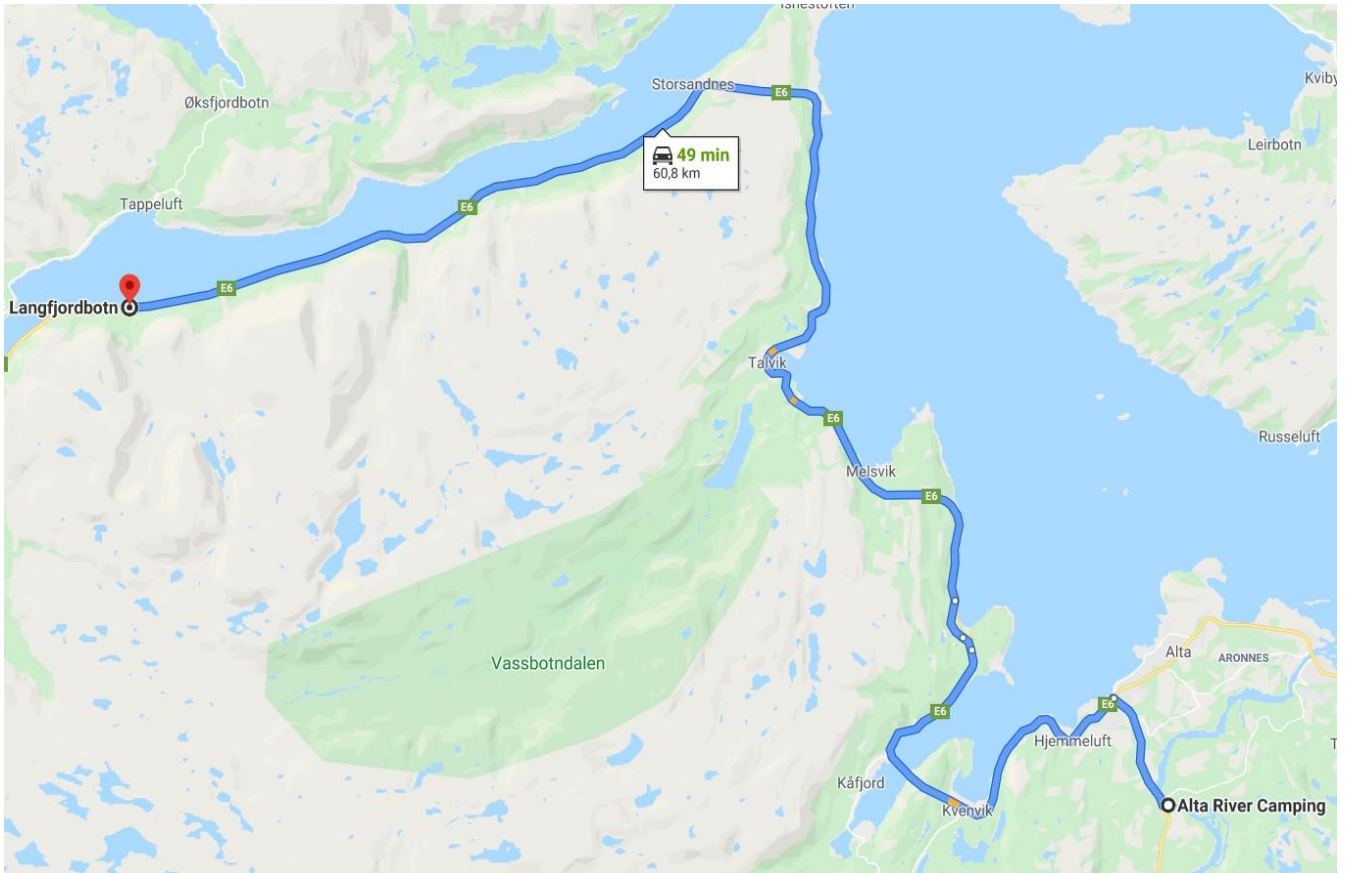 Isnestoften
Storsandnes
E6
Kviby
Øksfjordbotn
49 min
60,8 km
Leirbotn
Tappeluft
E6
E6
Langfjordbotn
Talvik
E6
Russeluft
Melsvik
E6
Vassbotndalen
Alta
ARONNES
E6
E6
Hjemmeluft
T
Kåfjord
Kvenvik
Alta River Camping